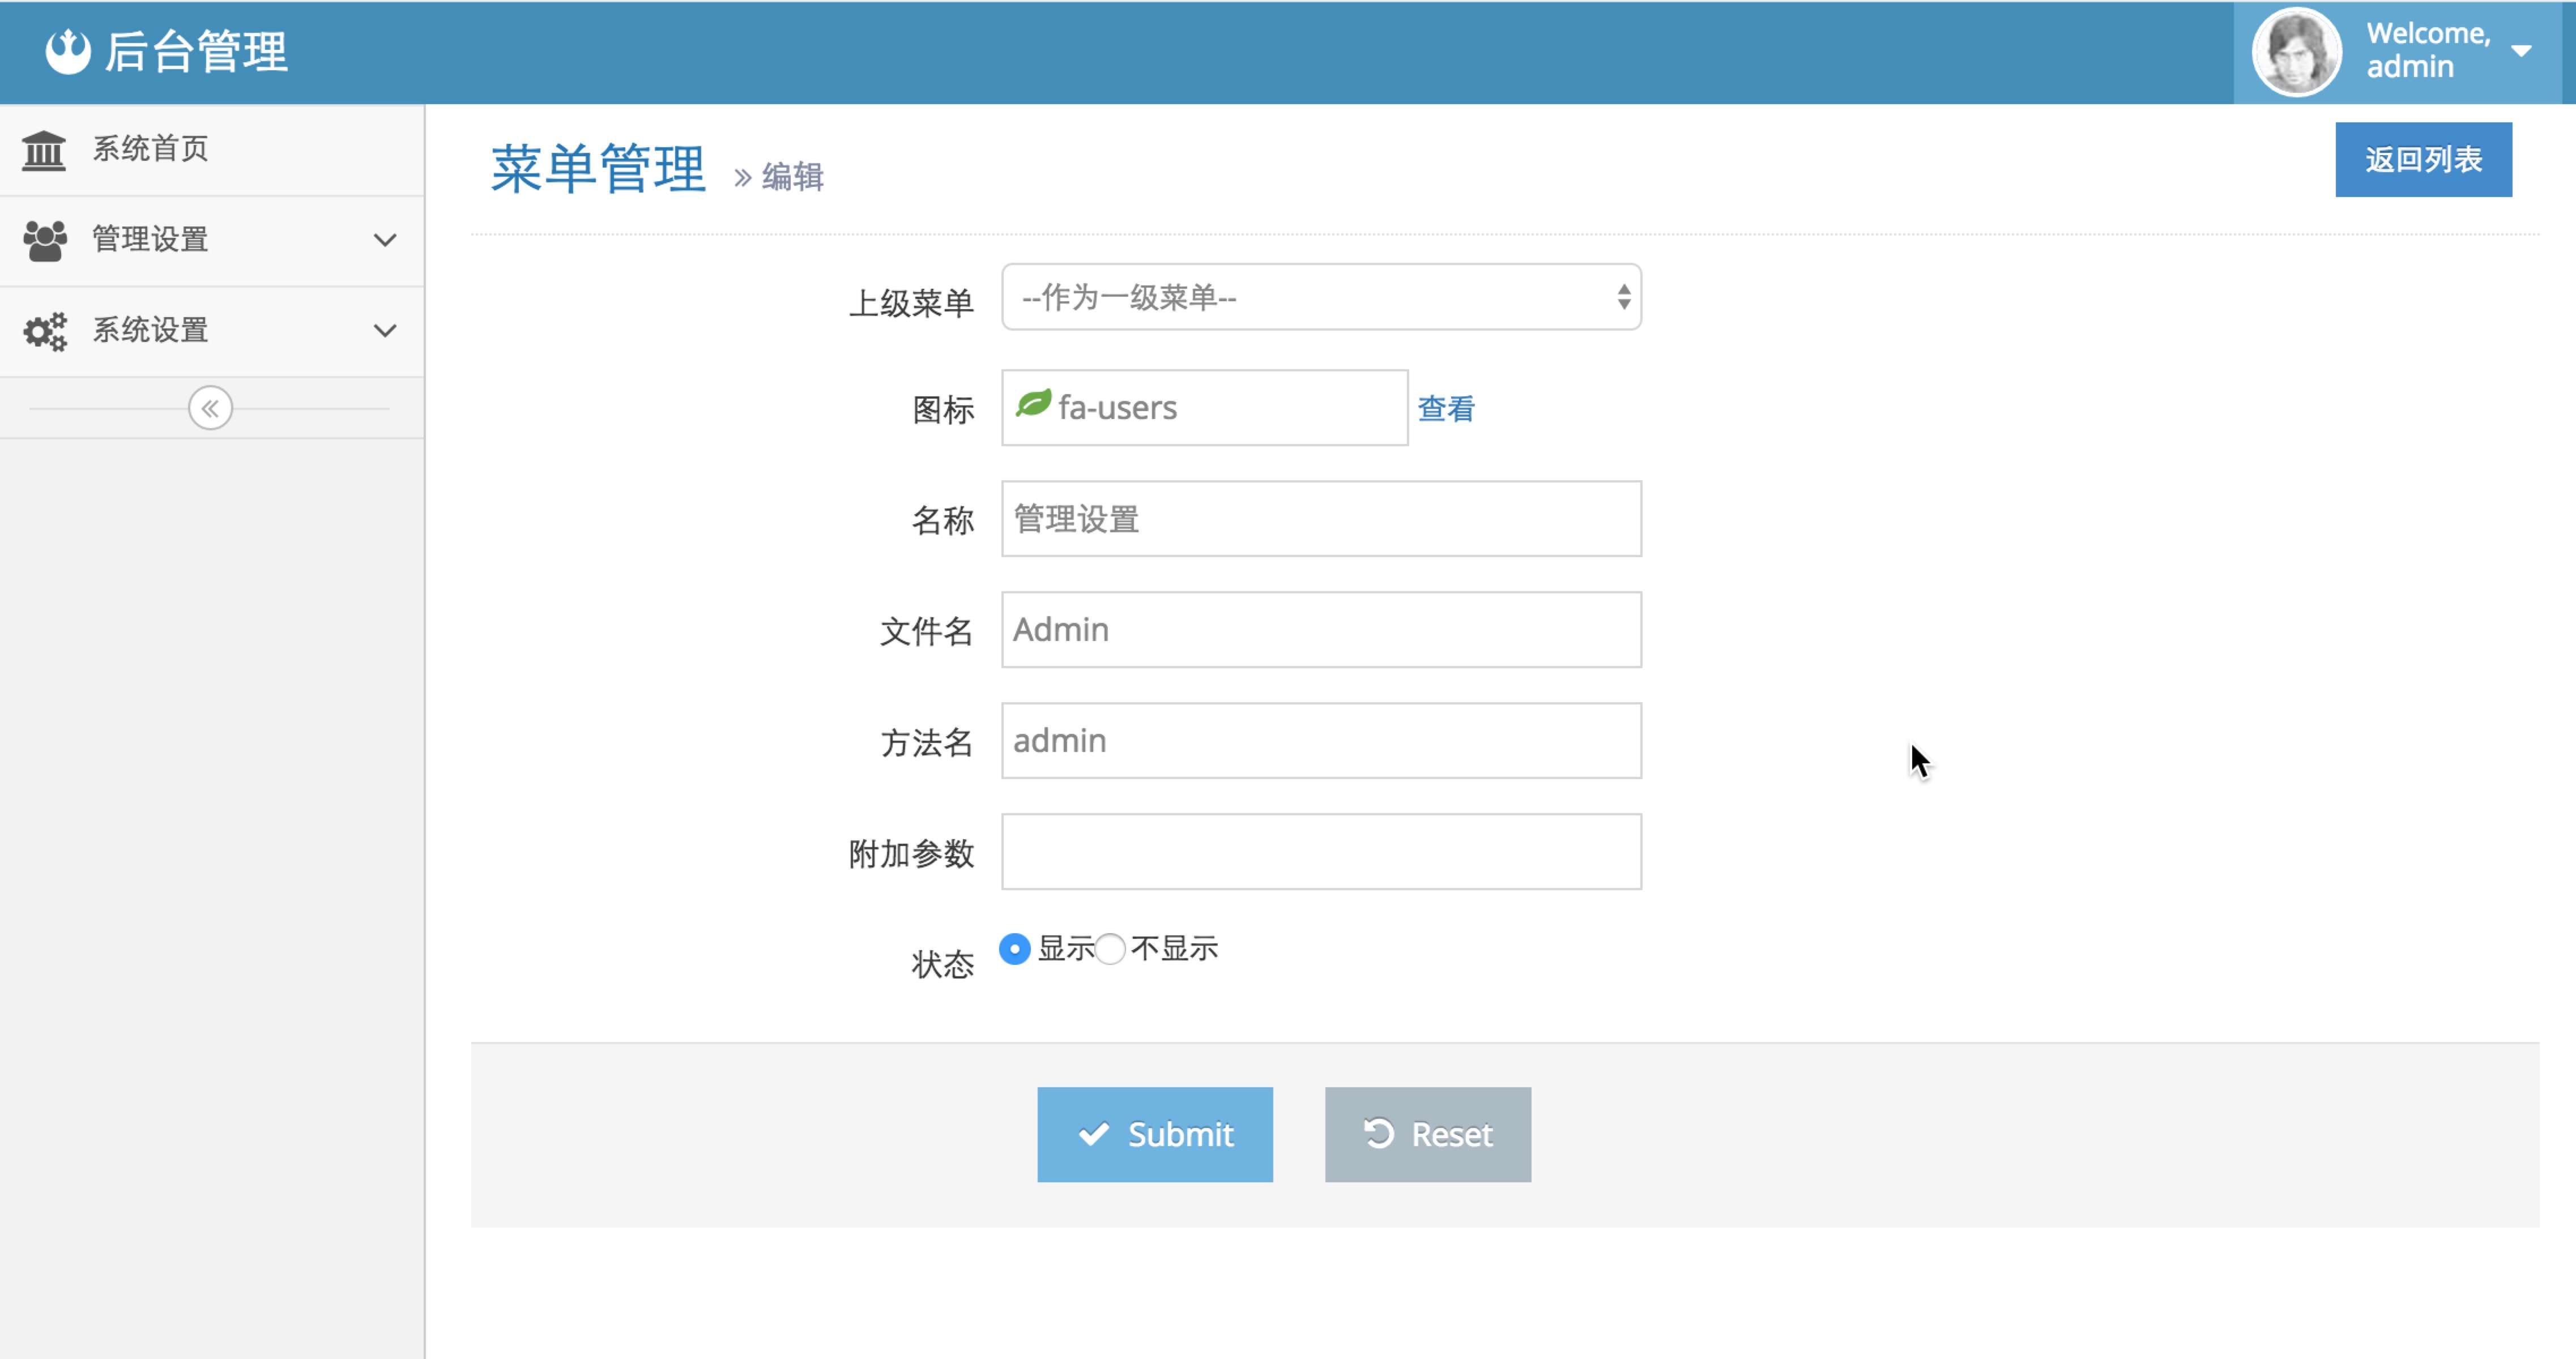 后台管理
Welcome,
admin
系统首页
管理设置
系统设置
菜单管理 » 编辑
返回列表
上级菜单 --作为一级菜单--
图标 fa-users 查看
名称 管理设置
文件名 Admin
方法名 admin
附加参数
状态 显示 不显示
Submit
Reset